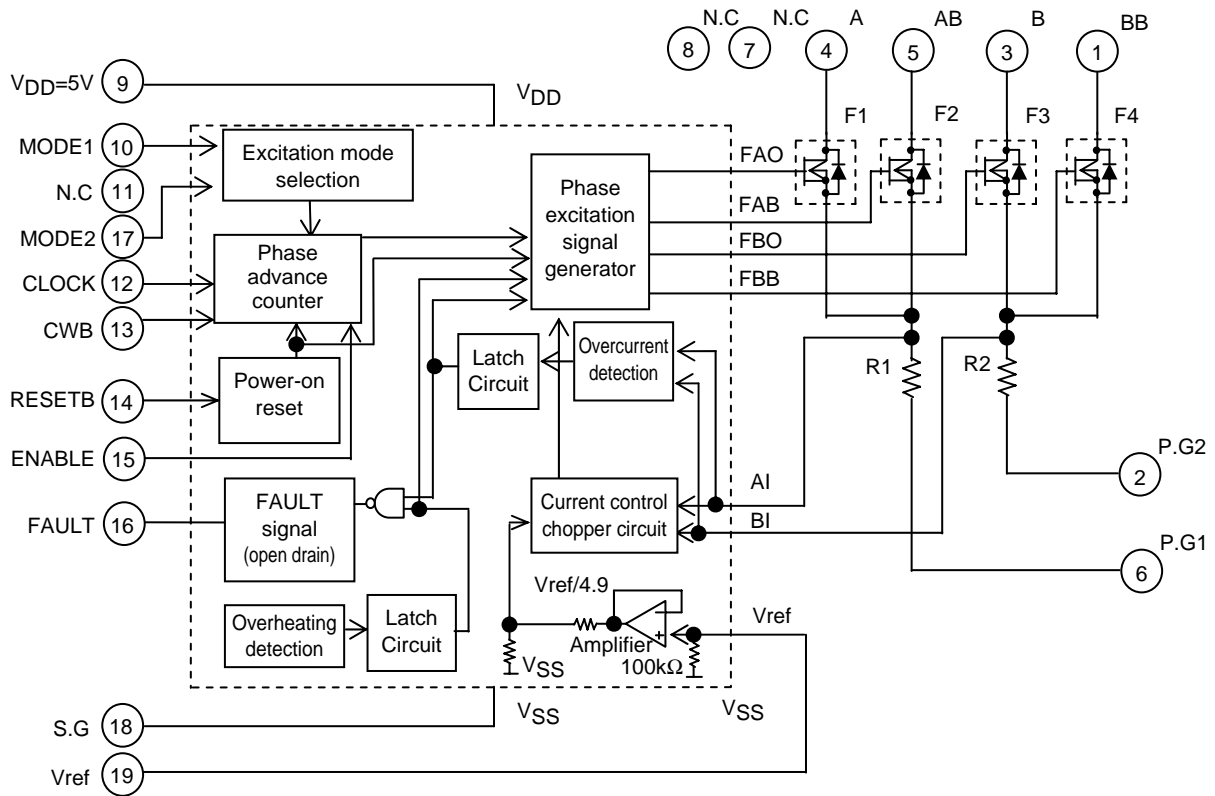 N.C
N.C
A
AB
B
BB
8
7
4
5
3
1
VDD=5V
9
VDD
F1
F2
F3
F4
MODE1
10
Excitation mode
selection
FAO
N.C
11
Phase
excitation
signal
generator
FAB
MODE2
17
FBO
Phase
advance
counter
CLOCK
12
FBB
CWB
13
Latch
Circuit
Overcurrent
detection
R1
R2
Power-on
reset
RESETB
14
ENABLE
15
P.G2
2
AI
FAULT
signal
(open drain)
Current control
chopper circuit
FAULT
16
BI
P.G1
6
Vref/4.9
Overheating
detection
Latch
Circuit
Vref
Amplifier
VSS
100kΩ
VSS
VSS
S.G
18
Vref
19